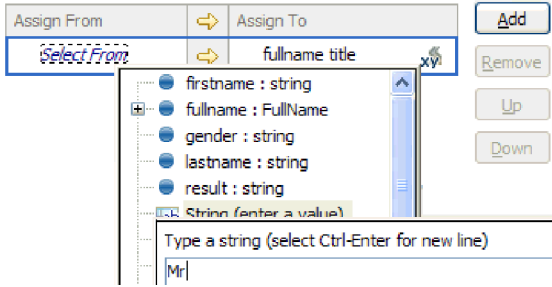 Assign From Assign To Add
Select From fullname title Remove
firstname : string
fullname : FullName Up
gender : string
lastname : string Down
result : string
String (enter a value)
Type a string (select Ctrl-Enter for new line)
Mr